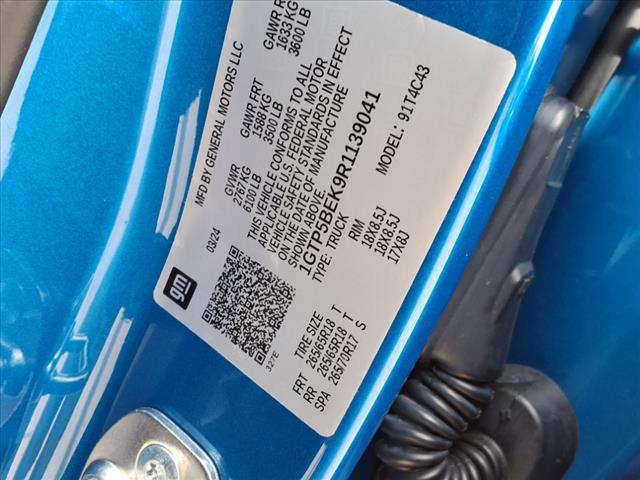 MFD BY GENERAL MOTORS LLC
03/24 GVWR GAWR FRT GAWR RR
2767KG 1588 KG 1633 KG
6100 LB 3500 LB 3600 LB
THIS VEHICLE CONFORMS TO ALL
APPLICABLE U.S. FEDERAL MOTOR
VEHICLE SAFETY STANDARDS IN EFFECT
ON THE DATE OF MANUFACTURE
SHOWN ABOVE.
1GTP5BEK9R1139041
TYPE: TRUCK MODEL: 91T4C43
gm
327E
TIRE SIZE RIM
FRT 265/65R18 T 18X8.5J
RR 265/65R18 T 18X8.5J
SPA 265/70R17 S 17X8J